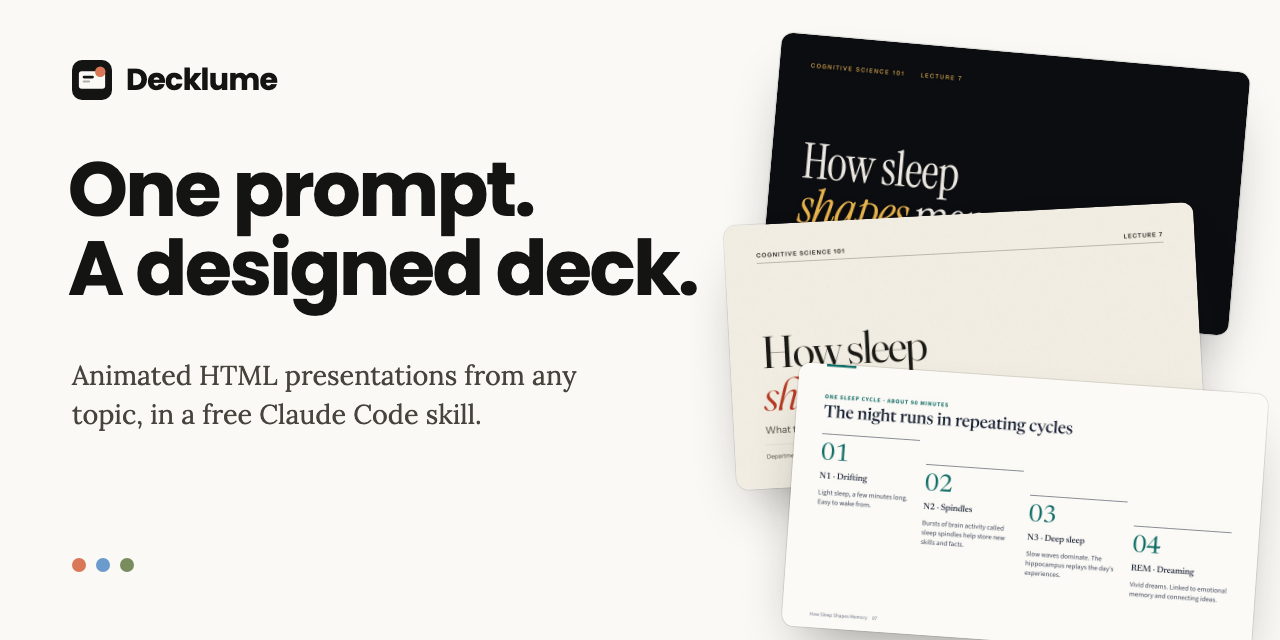 Decklume
One prompt.
A designed deck.
Animated HTML presentations from any
topic, in a free Claude Code skill.
COGNITIVE SCIENCE 101 LECTURE 7
How sleep
shapes
COGNITIVE SCIENCE 101 LECTURE 7
How sleep
What
ONE SLEEP CYCLE · ABOUT 90 MINUTES
The night runs in repeating cycles
01
N1 · Drifting
Light sleep, a few minutes long.
Easy to wake from.
02
N2 · Spindles
Bursts of brain activity called
sleep spindles help store new
skills and facts.
03
N3 · Deep sleep
Slow waves dominate. The
hippocampus replays the day's
experiences.
04
REM · Dreaming
Vivid dreams. Linked to emotional
memory and connecting ideas.
How Sleep Shapes Memory 07